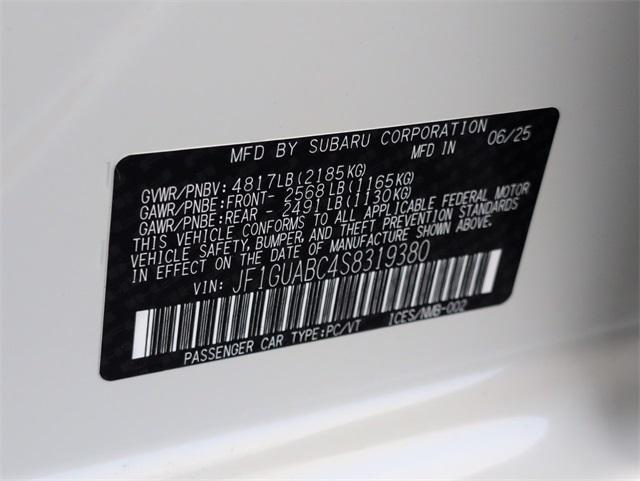 MFD BY SUBARU CORPORATION
MFD IN 06/25
GVWR/PNBV: 4817LB(2185KG)
GAWR/PNBE:FRONT- 2568LB(1165KG)
GAWR/PNBE:REAR - 2491LB(1130KG)
THIS VEHICLE CONFORMS TO ALL APPLICABLE FEDERAL MOTOR
VEHICLE SAFETY, BUMPER, AND THEFT PREVENTION STANDARDS
IN EFFECT ON THE DATE OF MANUFACTURE SHOWN ABOVE.
VIN: JF1GUABC4S8319380
PASSENGER CAR TYPE:PC/VT ICES/NMB-002